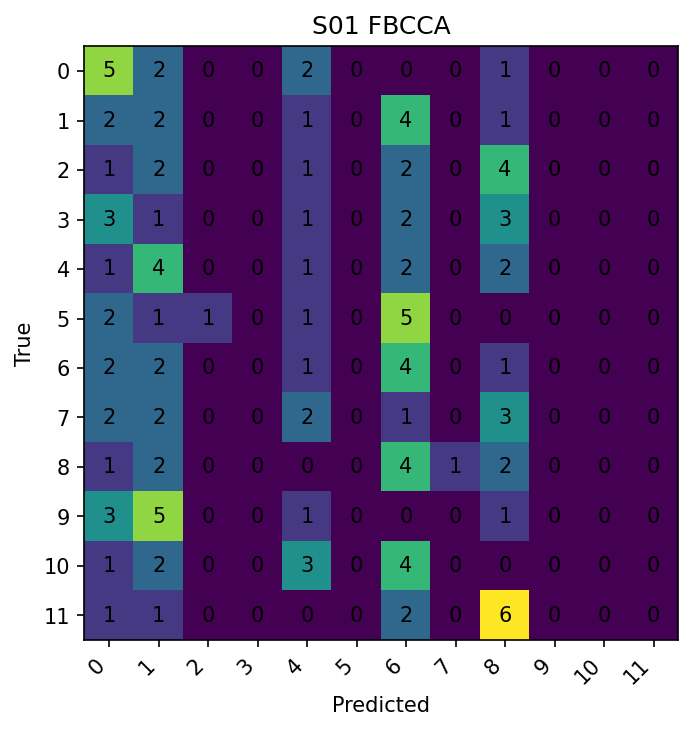 S01 FBCCA
0 5 2 0 0 2 0 0 0 1 0 0 0
1 2 2 0 0 1 0 4 0 1 0 0 0
2 1 2 0 0 1 0 2 0 4 0 0 0
3 3 1 0 0 1 0 2 0 3 0 0 0
4 1 4 0 0 1 0 2 0 2 0 0 0
5 2 1 1 0 1 0 5 0 0 0 0 0
6 2 2 0 0 1 0 4 0 1 0 0 0
7 2 2 0 0 2 0 1 0 3 0 0 0
8 1 2 0 0 0 0 4 1 2 0 0 0
9 3 5 0 0 1 0 0 0 1 0 0 0
10 1 2 0 0 3 0 4 0 0 0 0 0
11 1 1 0 0 0 0 2 0 6 0 0 0
True
0 1 2 3 4 5 6 7 8 9 10 11
Predicted